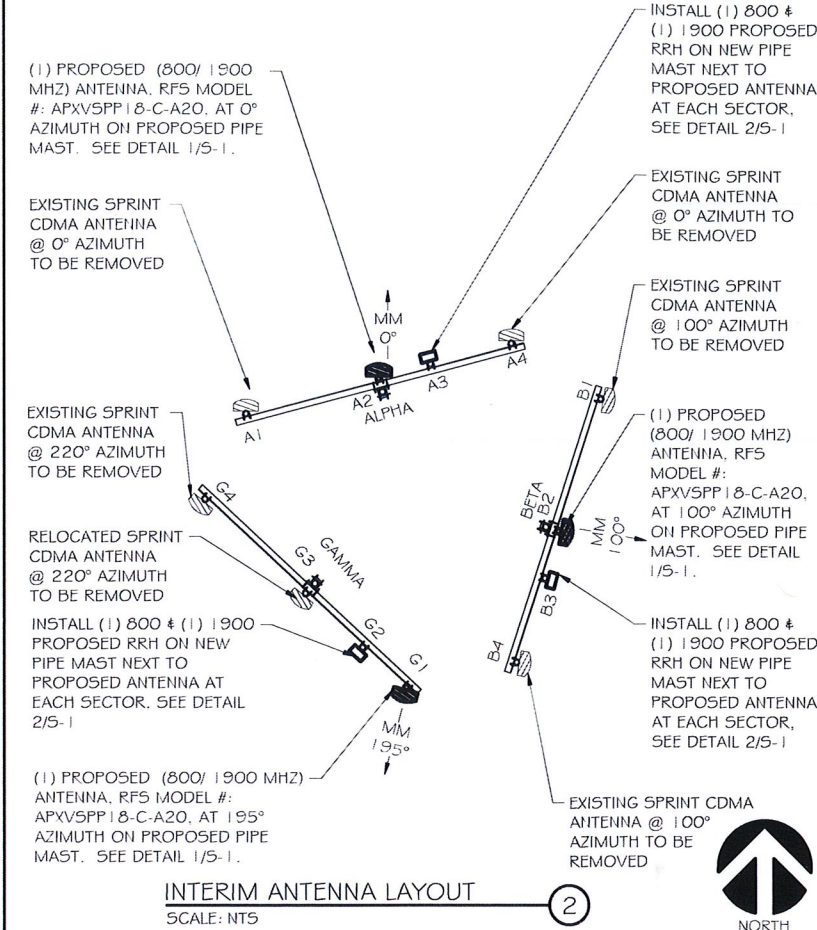 INSTALL (1) 800 &
(1) 1900 PROPOSED
RRH ON NEW PIPE
MAST NEXT TO
PROPOSED ANTENNA
AT EACH SECTOR,
SEE DETAIL 2/S-1
(1) PROPOSED (800/ 1900
MHZ) ANTENNA, RFS MODEL
#: APXVSPP18-C-A20, AT 0°
AZIMUTH ON PROPOSED PIPE
MAST. SEE DETAIL 1/S-1.
EXISTING SPRINT
CDMA ANTENNA
@ 0° AZIMUTH TO
BE REMOVED
EXISTING SPRINT
CDMA ANTENNA
@ 0° AZIMUTH
TO BE REMOVED
EXISTING SPRINT
CDMA ANTENNA
@ 100° AZIMUTH
TO BE REMOVED
MM
0°
A1
A2
A3
A4
ALPHA
EXISTING SPRINT
CDMA ANTENNA
@ 220° AZIMUTH
TO BE REMOVED
(1) PROPOSED
(800/ 1900 MHZ)
ANTENNA, RFS
MODEL #:
APXVSPP18-C-A20,
AT 100° AZIMUTH
ON PROPOSED PIPE
MAST. SEE DETAIL
1/S-1.
B1
B2
BETA
MM
100°
B3
B4
G4
G3
GAMMA
G2
G1
RELOCATED SPRINT
CDMA ANTENNA
@ 220° AZIMUTH
TO BE REMOVED
INSTALL (1) 800 & (1) 1900
PROPOSED RRH ON NEW
PIPE MAST NEXT TO
PROPOSED ANTENNA AT
EACH SECTOR, SEE DETAIL
2/S-1
INSTALL (1) 800 &
(1) 1900 PROPOSED
RRH ON NEW PIPE
MAST NEXT TO
PROPOSED ANTENNA
AT EACH SECTOR,
SEE DETAIL 2/S-1
MM
195°
(1) PROPOSED (800/ 1900 MHZ)
ANTENNA, RFS MODEL #:
APXVSPP18-C-A20, AT 195°
AZIMUTH ON PROPOSED PIPE
MAST. SEE DETAIL 1/S-1.
EXISTING SPRINT CDMA
ANTENNA @ 100°
AZIMUTH TO BE
REMOVED
INTERIM ANTENNA LAYOUT
2
SCALE: NTS
NORTH